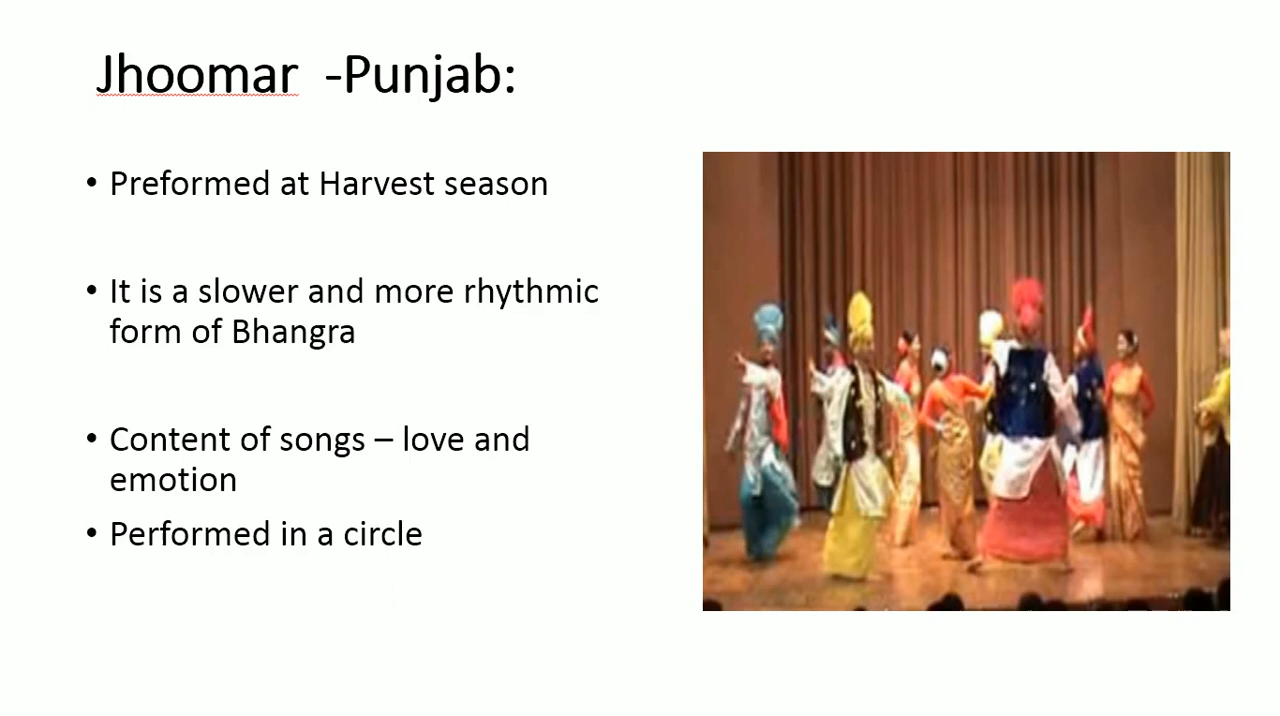 Jhoomar -Punjab:
• Preformed at Harvest season
• It is a slower and more rhythmic
form of Bhangra
• Content of songs – love and
emotion
• Performed in a circle